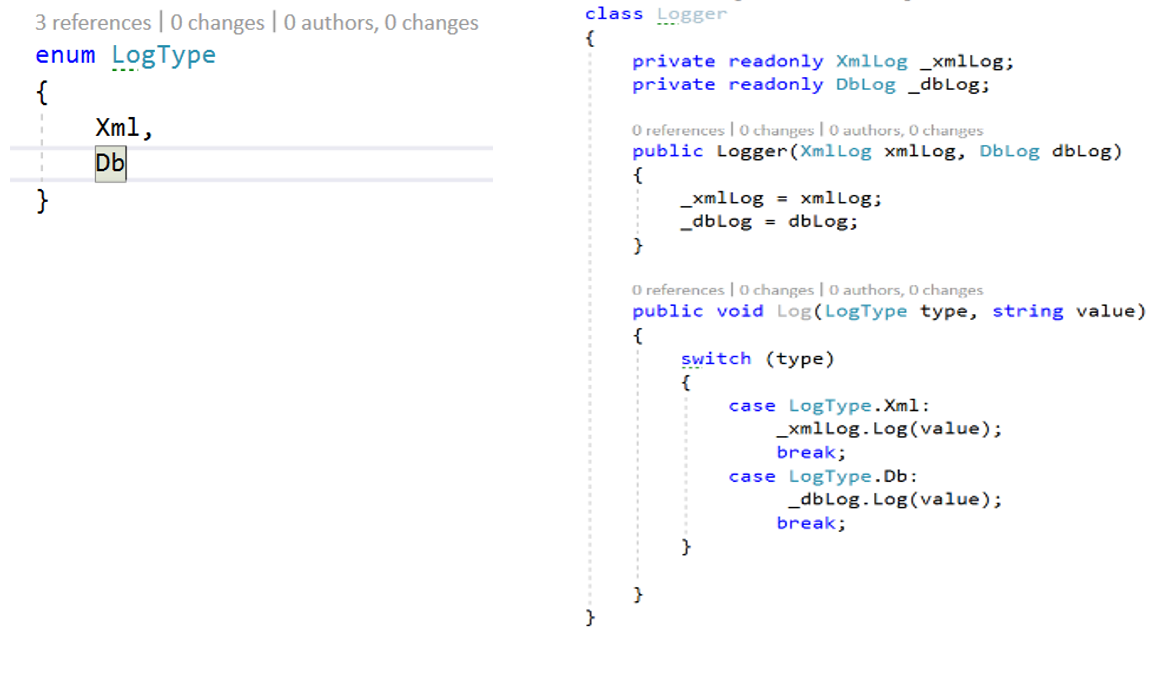 3 references | 0 changes | 0 authors, 0 changes
enum LogType
{
Xml,
Db
}
class Logger
{
private readonly XmlLog _xmlLog;
private readonly DbLog _dbLog;
0 references | 0 changes | 0 authors, 0 changes
public Logger(XmlLog xmlLog, DbLog dbLog)
{
_xmlLog = xmlLog;
_dbLog = dbLog;
}
0 references | 0 changes | 0 authors, 0 changes
public void Log(LogType type, string value)
{
switch (type)
{
case LogType.Xml:
_xmlLog.Log(value);
break;
case LogType.Db:
_dbLog.Log(value);
break;
}
}
}